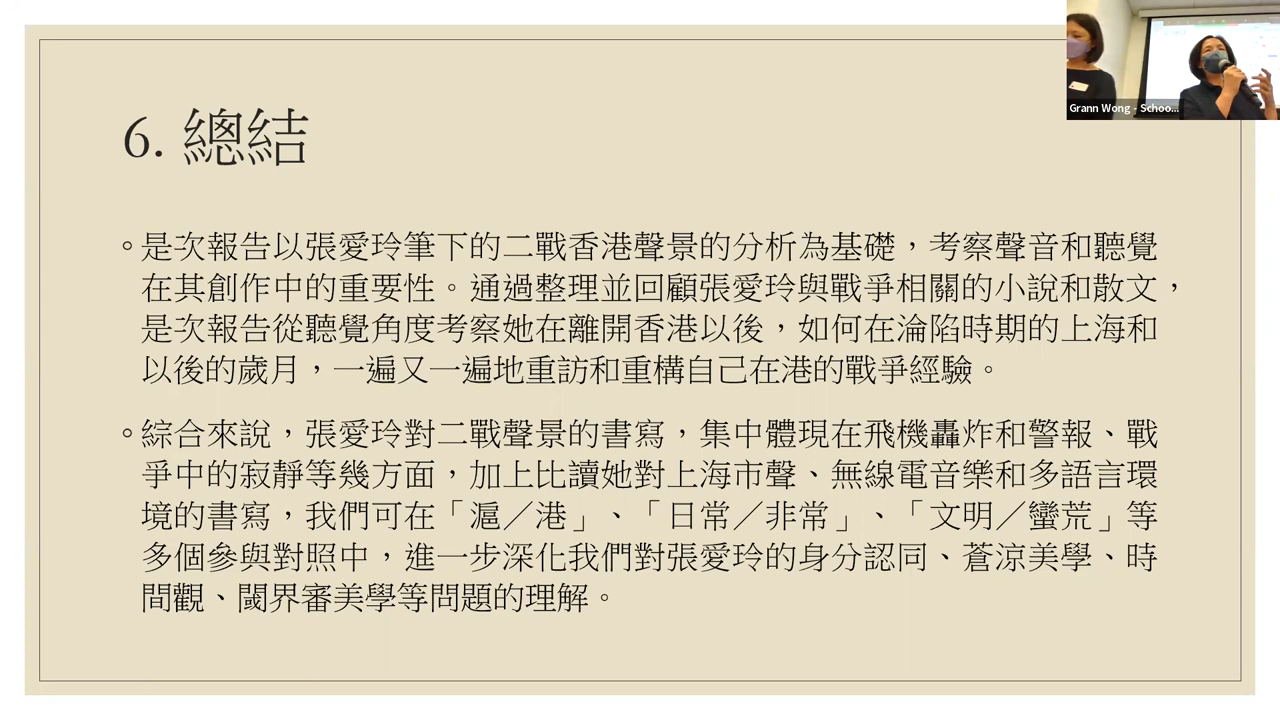 6. 總結
◦是次報告以張愛玲筆下的二戰香港聲景的分析為基礎，考察聲音和聽覺
在其創作中的重要性。通過整理並回顧張愛玲與戰爭相關的小說和散文，
是次報告從聽覺角度考察她在離開香港以後，如何在淪陷時期的上海和
以後的歲月，一遍又一遍地重訪和重構自己在港的戰爭經驗。
◦綜合來說，張愛玲對二戰聲景的書寫，集中體現在飛機轟炸和警報、戰
爭中的寂靜等幾方面，加上比讀她對上海市聲、無線電音樂和多語言環
境的書寫，我們可在「滬／港」、「日常／非常」、「文明／蠻荒」等
多個參與對照中，進一步深化我們對張愛玲的身分認同、蒼涼美學、時
間觀、閾界審美學等問題的理解。
Grann Wong - Schoo...